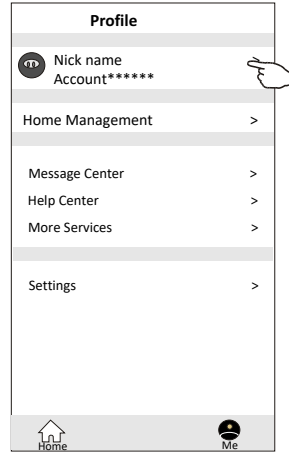 Profile
Nick name
Account******
Home Management >
Message Center >
Help Center >
More Services >
Settings >
Home Me